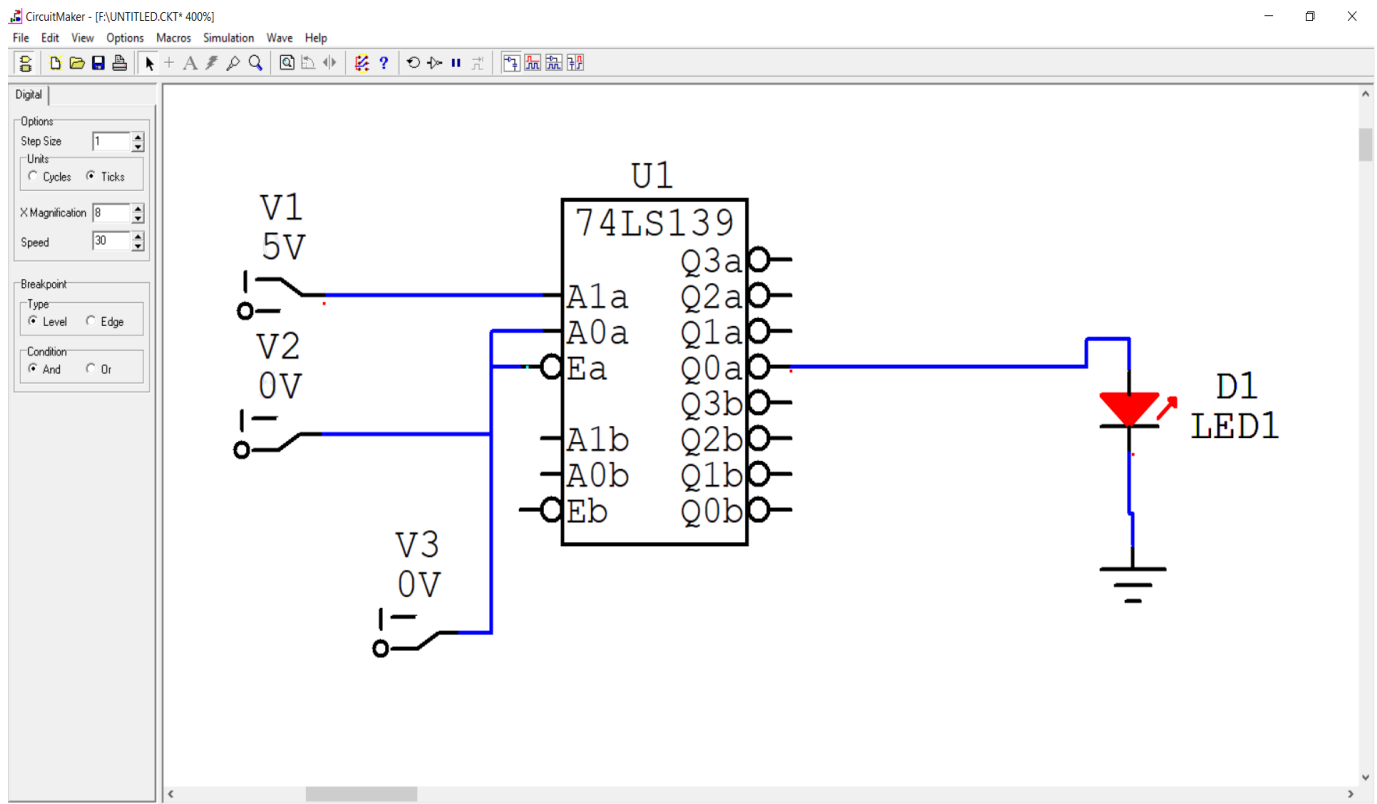 CircuitMaker - [F:\UNTITLED.CKT* 400%]
File Edit View Options Macros Simulation Wave Help
Digital
Options
Step Size 1
Units
Cycles Ticks
X Magnification 8
Speed 30
Breakpoint
Type
Level Edge
Condition
And Or
V1
5V
V2
0V
V3
0V
U1
74LS139
Q3a
A1a Q2a
A0a Q1a
Ea Q0a
Q3b
A1b Q2b
A0b Q1b
Eb Q0b
D1
LED1